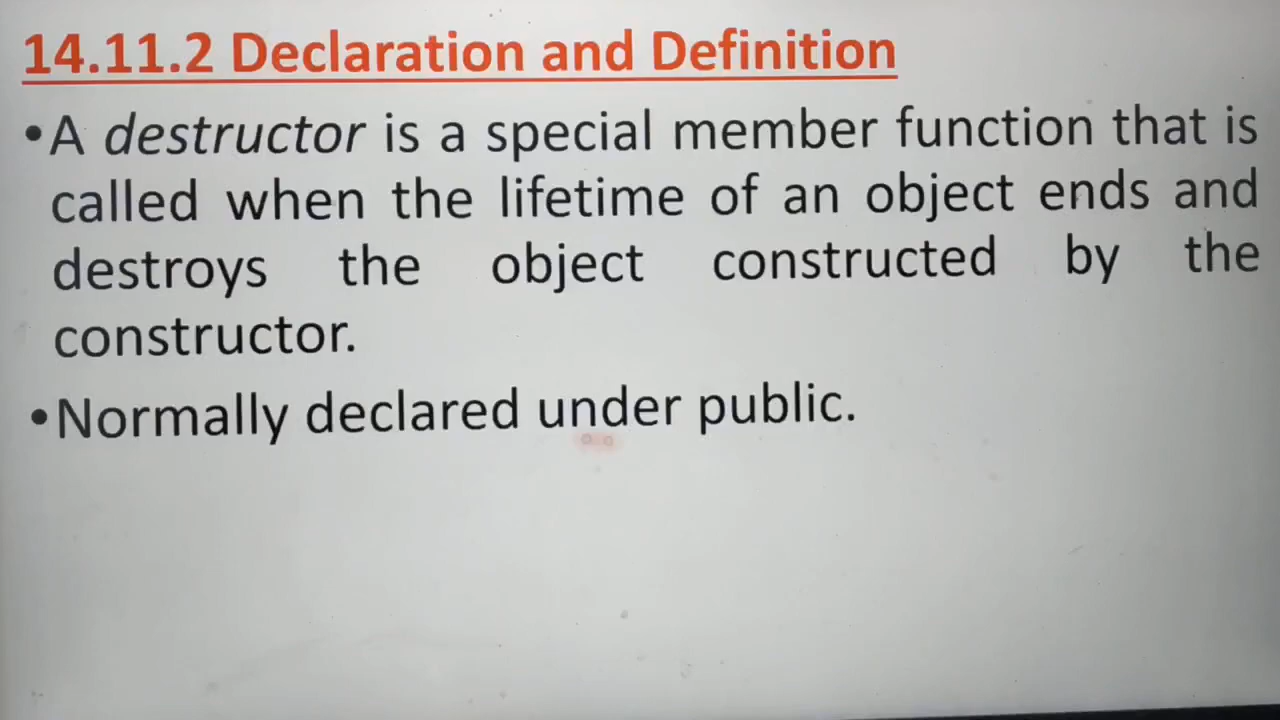 14.11.2 Declaration and Definition
•A destructor is a special member function that is
called when the lifetime of an object ends and
destroys the object constructed by the
constructor.
•Normally declared under public.